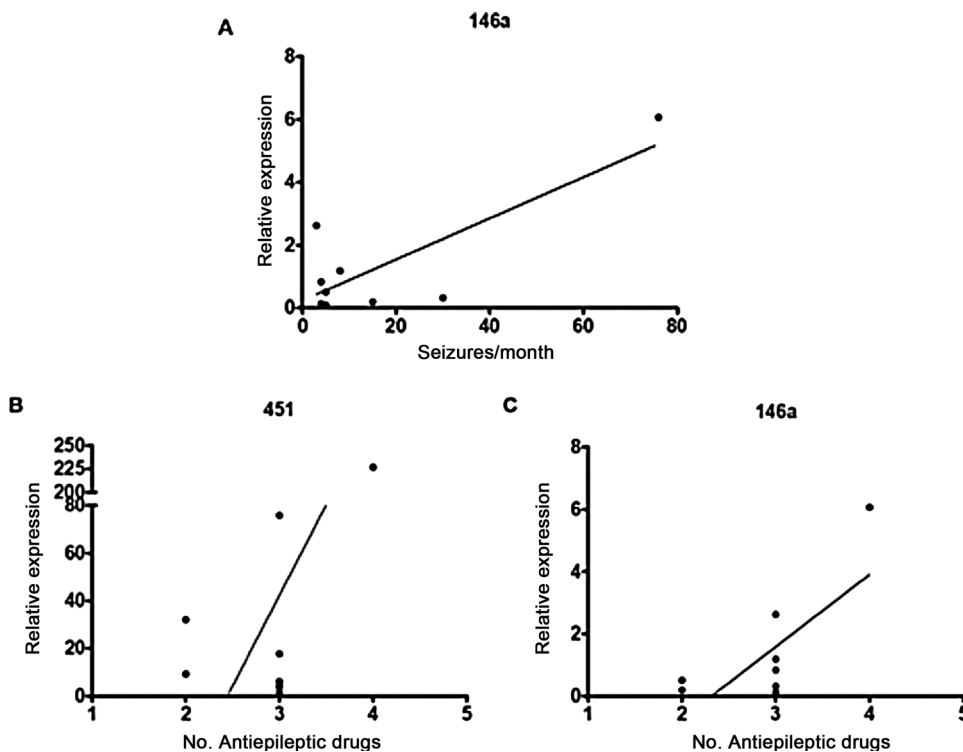 A
146a
Relative expression
8
6
4
2
0
0 20 40 60 80
Seizures/month
B
451
Relative expression
250
225
200
80
60
40
20
0
1 2 3 4 5
No. Antiepileptic drugs
C
146a
Relative expression
8
6
4
2
0
1 2 3 4 5
No. Antiepileptic drugs